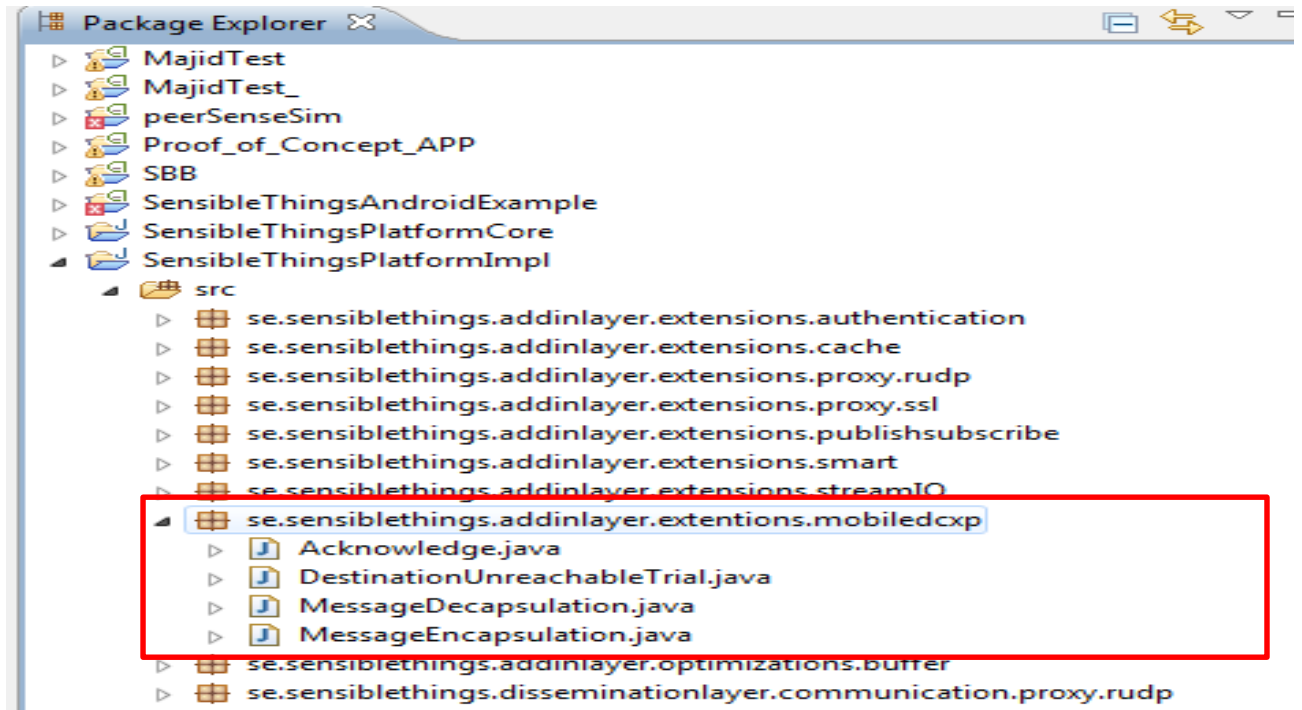 Package Explorer
MajidTest
MajidTest_
peerSenseSim
Proof_of_Concept_APP
SBB
SensibleThingsAndroidExample
SensibleThingsPlatformCore
SensibleThingsPlatformImpl
src
se.sensiblethings.addinlayer.extensions.authentication
se.sensiblethings.addinlayer.extensions.cache
se.sensiblethings.addinlayer.extensions.proxy.rudp
se.sensiblethings.addinlayer.extensions.proxy.ssl
se.sensiblethings.addinlayer.extensions.publishsubscribe
se.sensiblethings.addinlayer.extensions.smart
se.sensiblethings.addinlayer.extensions.streamIO
se.sensiblethings.addinlayer.extentions.mobiledcxp
Acknowledge.java
DestinationUnreachableTrial.java
MessageDecapsulation.java
MessageEncapsulation.java
se.sensiblethings.addinlayer.optimizations.buffer
se.sensiblethings.disseminationlayer.communication.proxy.rudp